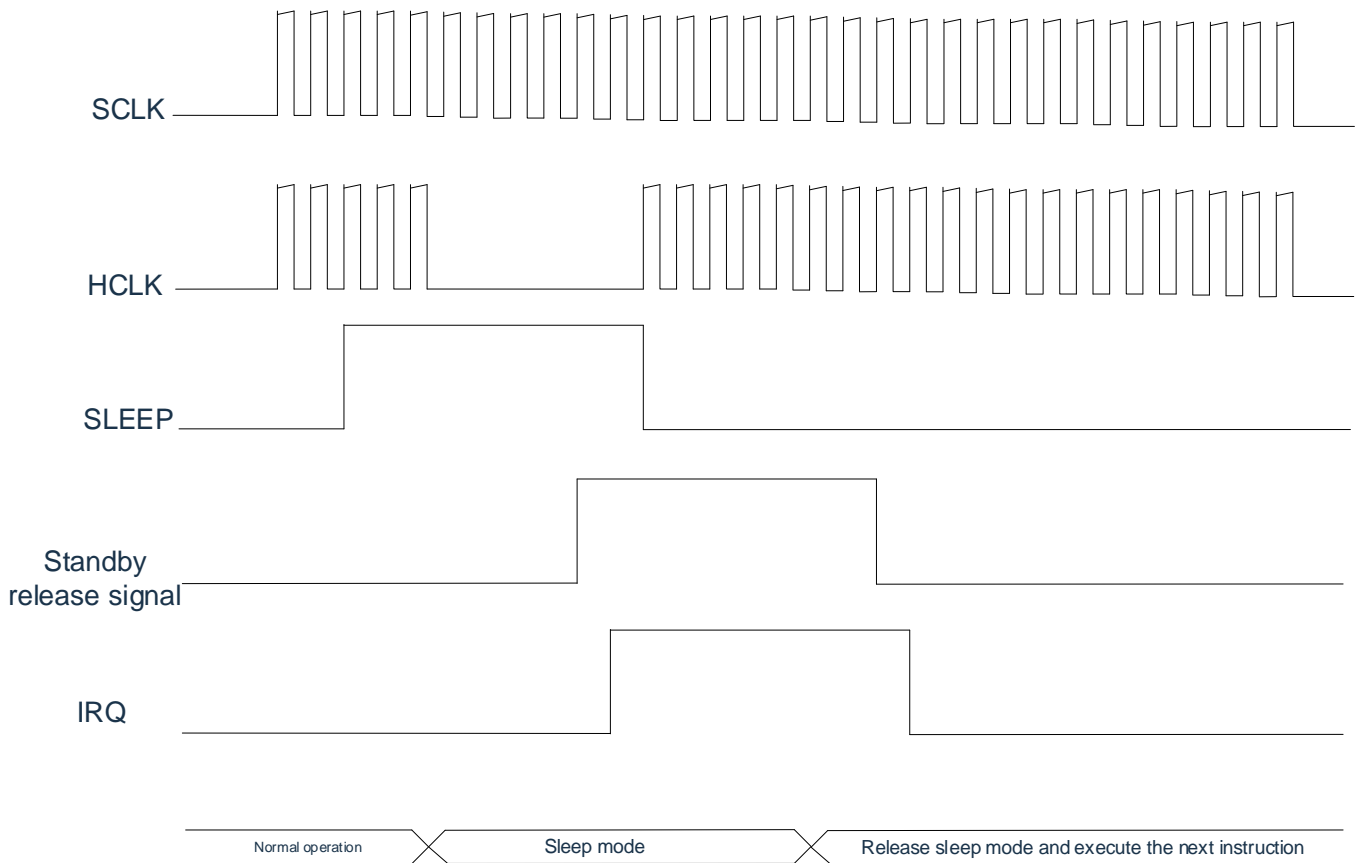 SCLK
HCLK
SLEEP
Standby
release signal
IRQ
Normal operation
Sleep mode
Release sleep mode and execute the next instruction